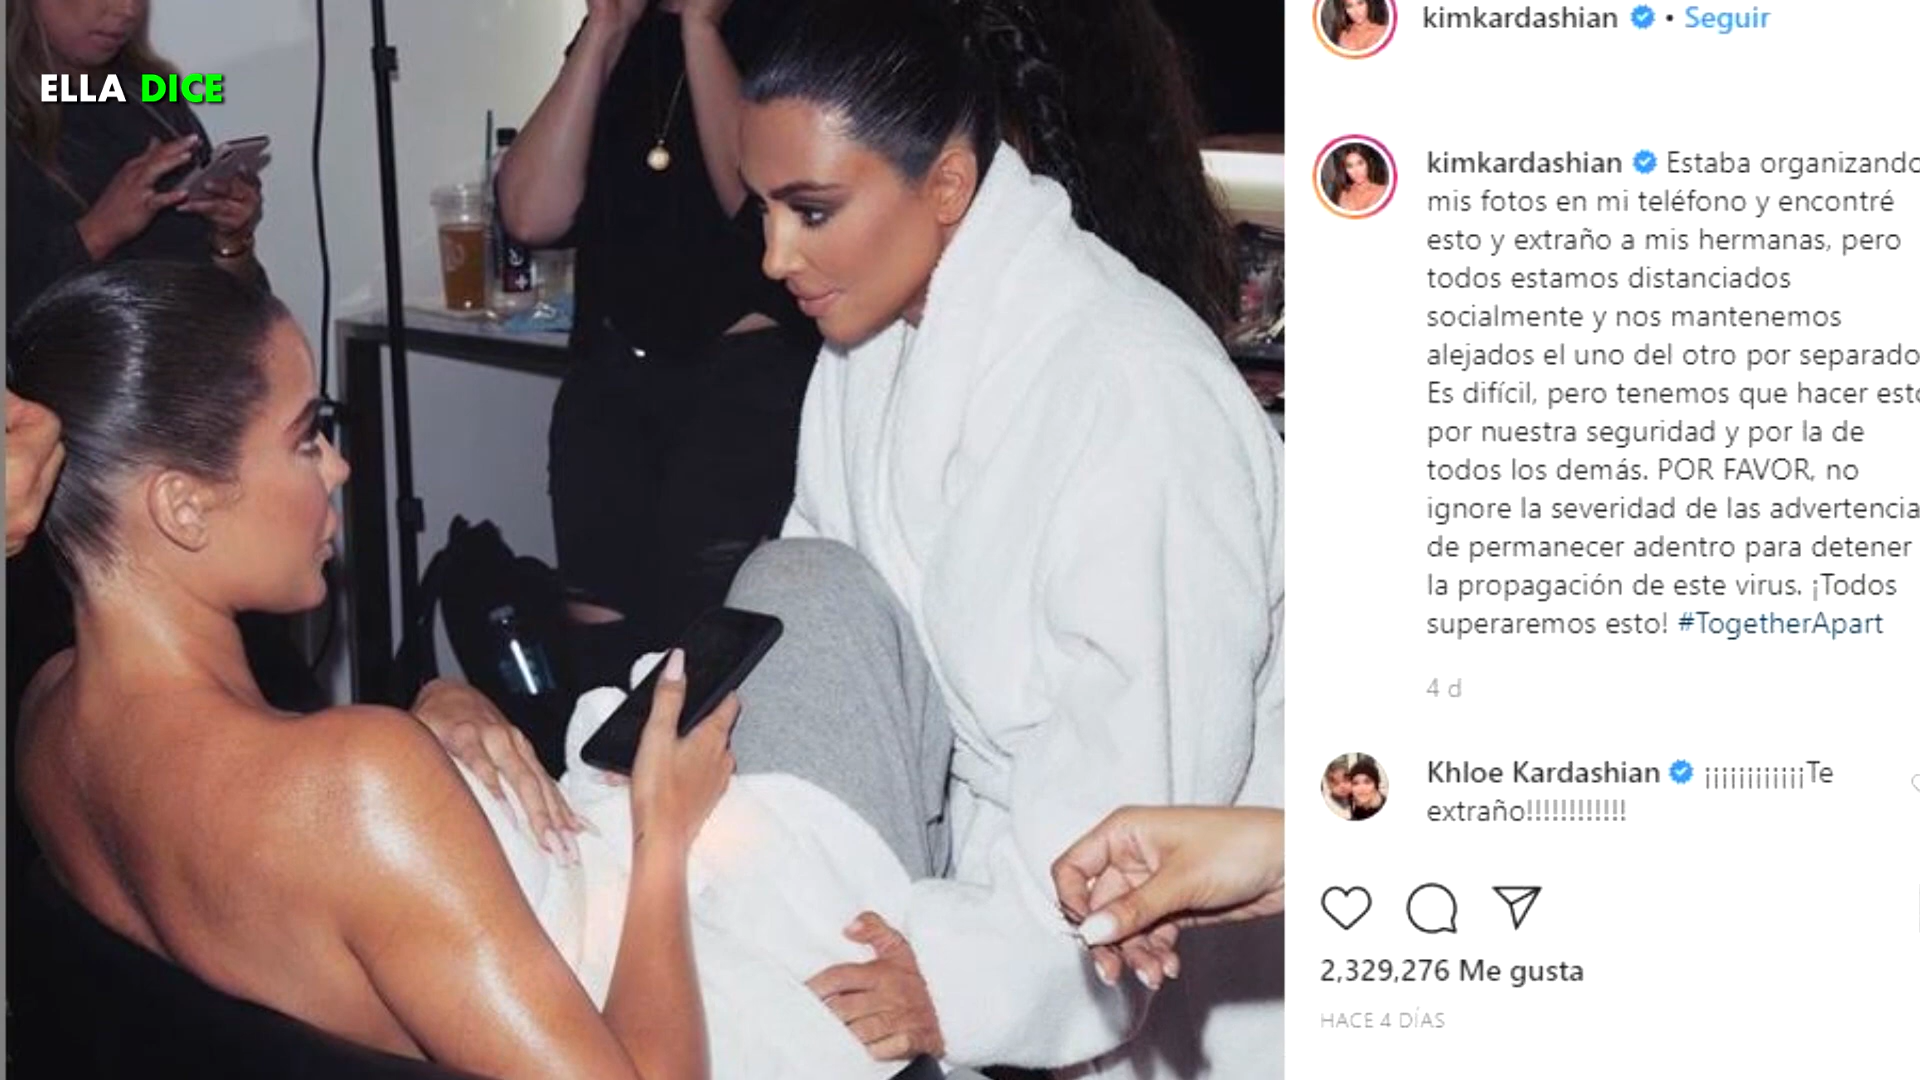 ELLA DICE
kimkardashian • Seguir
kimkardashian Estaba organizando
mis fotos en mi teléfono y encontré
esto y extraño a mis hermanas, pero
todos estamos distanciados
socialmente y nos mantenemos
alejados el uno del otro por separado
Es difícil, pero tenemos que hacer esto
por nuestra seguridad y por la de
todos los demás. POR FAVOR, no
ignore la severidad de las advertencia
de permanecer adentro para detener
la propagación de este virus. ¡Todos
superaremos esto! #TogetherApart
4 d
Khloe Kardashian ¡¡¡¡¡¡¡¡¡¡¡¡Te
extraño!!!!!!!!!!!!
2,329,276 Me gusta
HACE 4 DÍAS